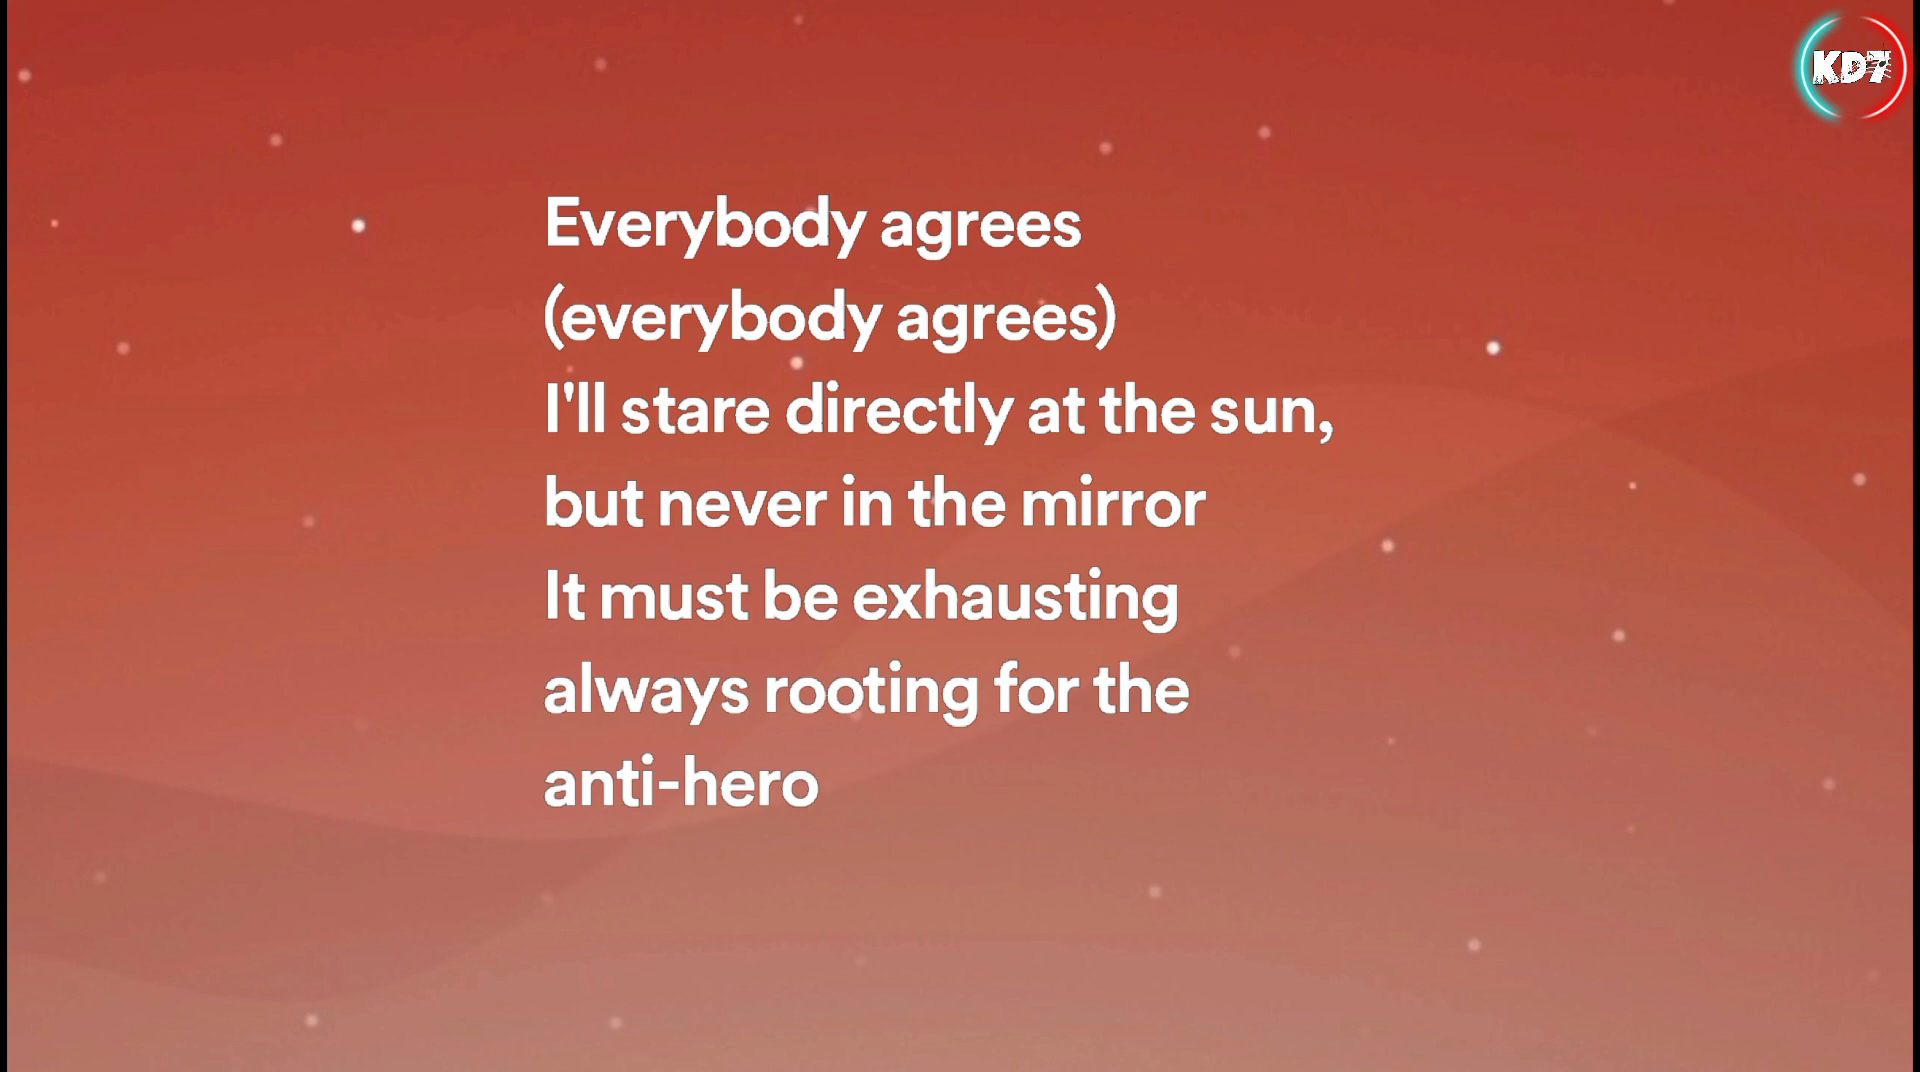 KD7
Everybody agrees
(everybody agrees)
I'll stare directly at the sun,
but never in the mirror
It must be exhausting
always rooting for the
anti-hero